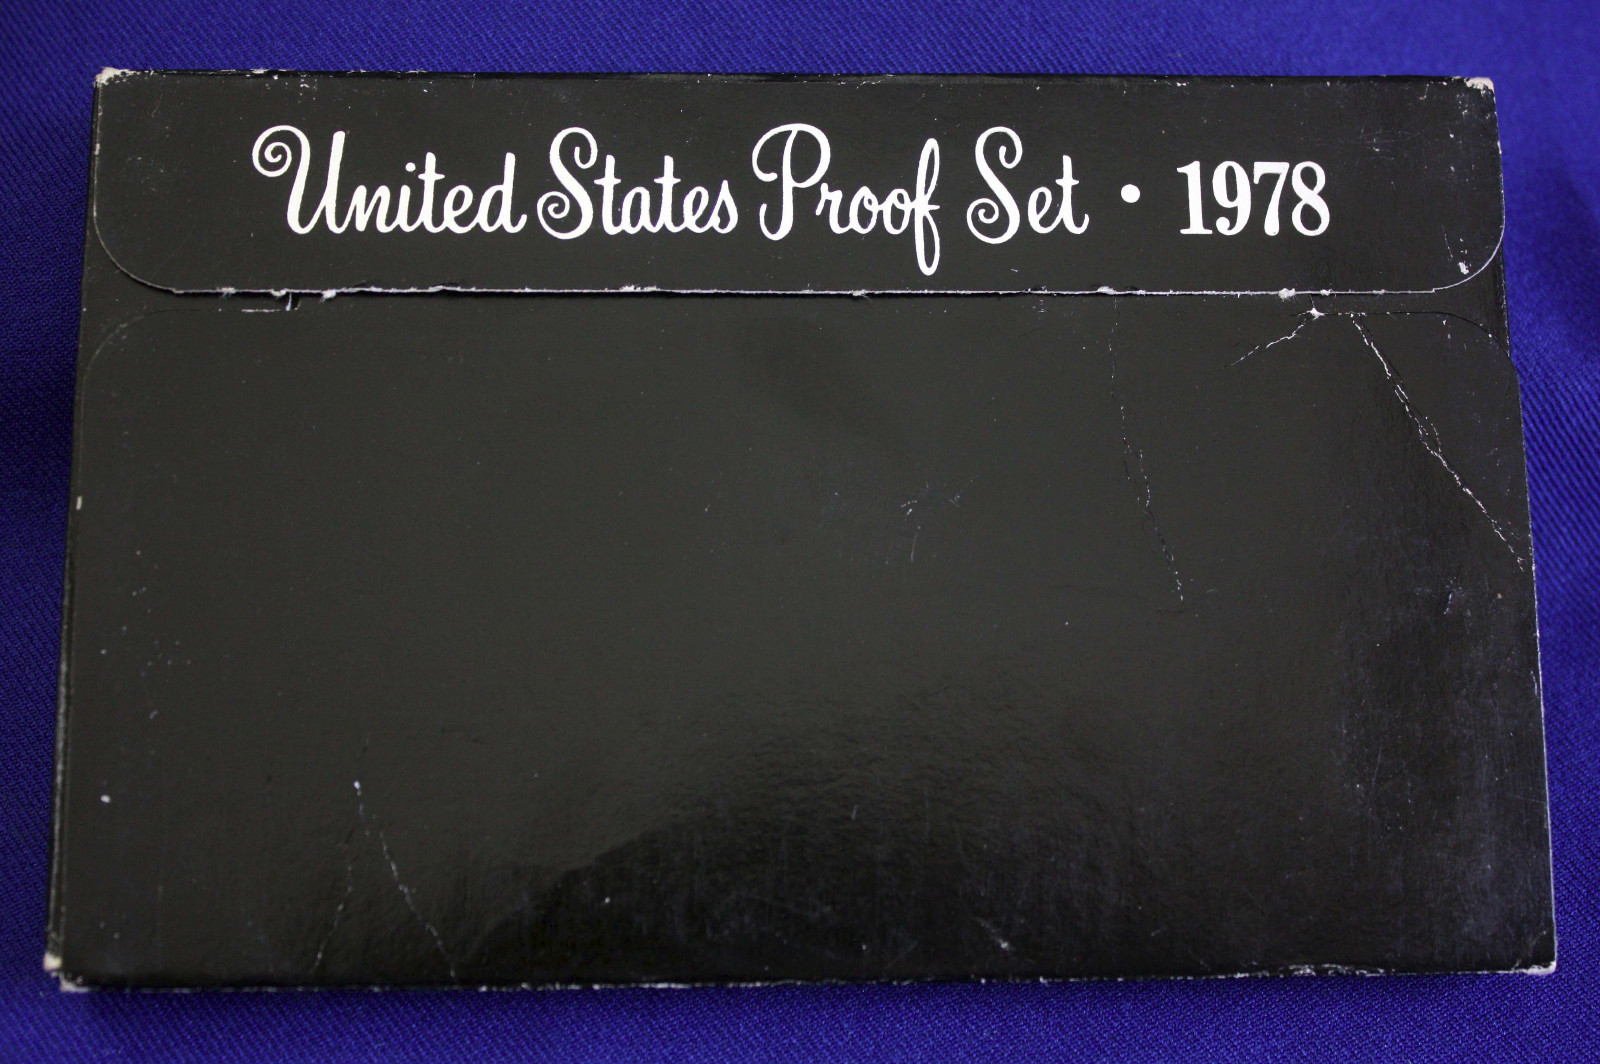 United States Proof Set • 1978